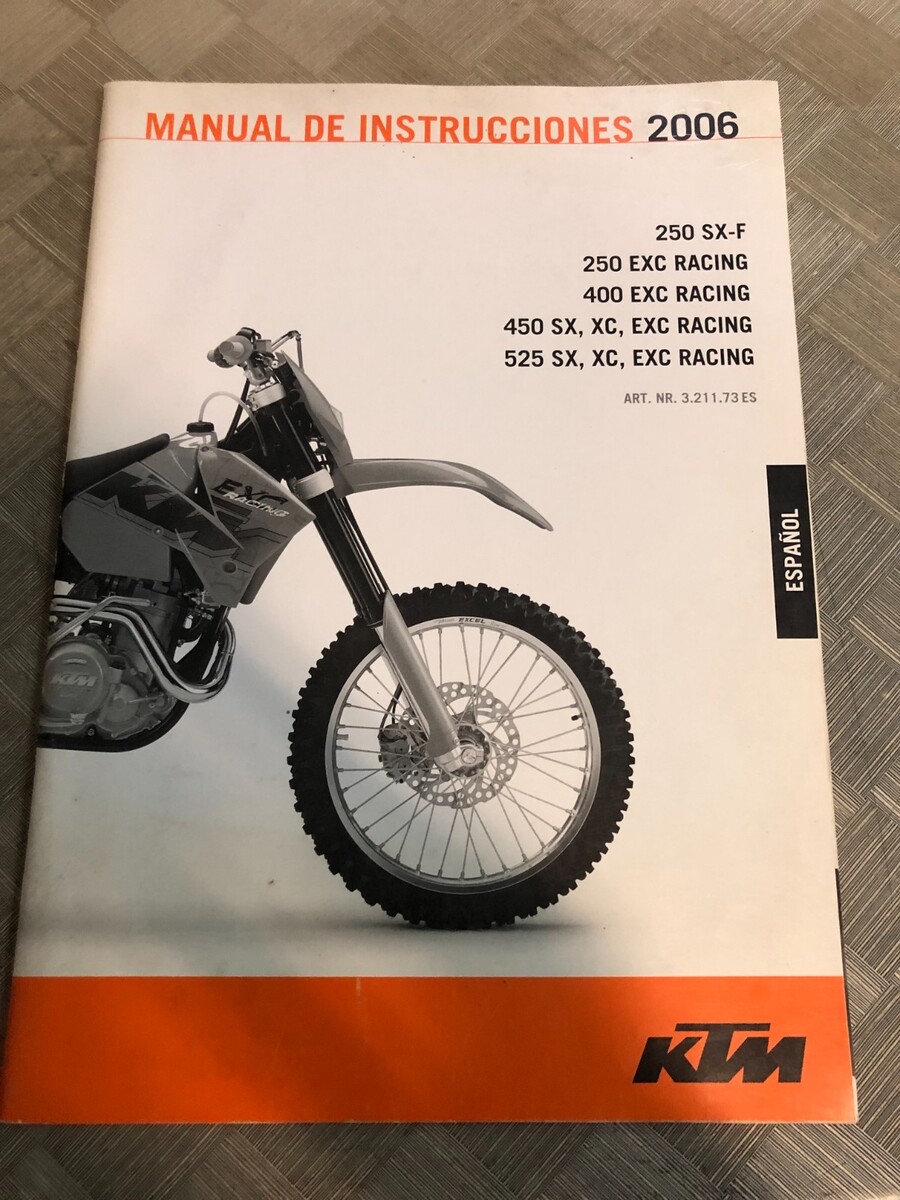 MANUAL DE INSTRUCCIONES 2006
250 SX-F
250 EXC RACING
400 EXC RACING
450 SX, XC, EXC RACING
525 SX, XC, EXC RACING
ART. NR. 3.211.73 ES
ESPAÑOL
KTM
EXC
RACING
EXCEL
KTM
KTM